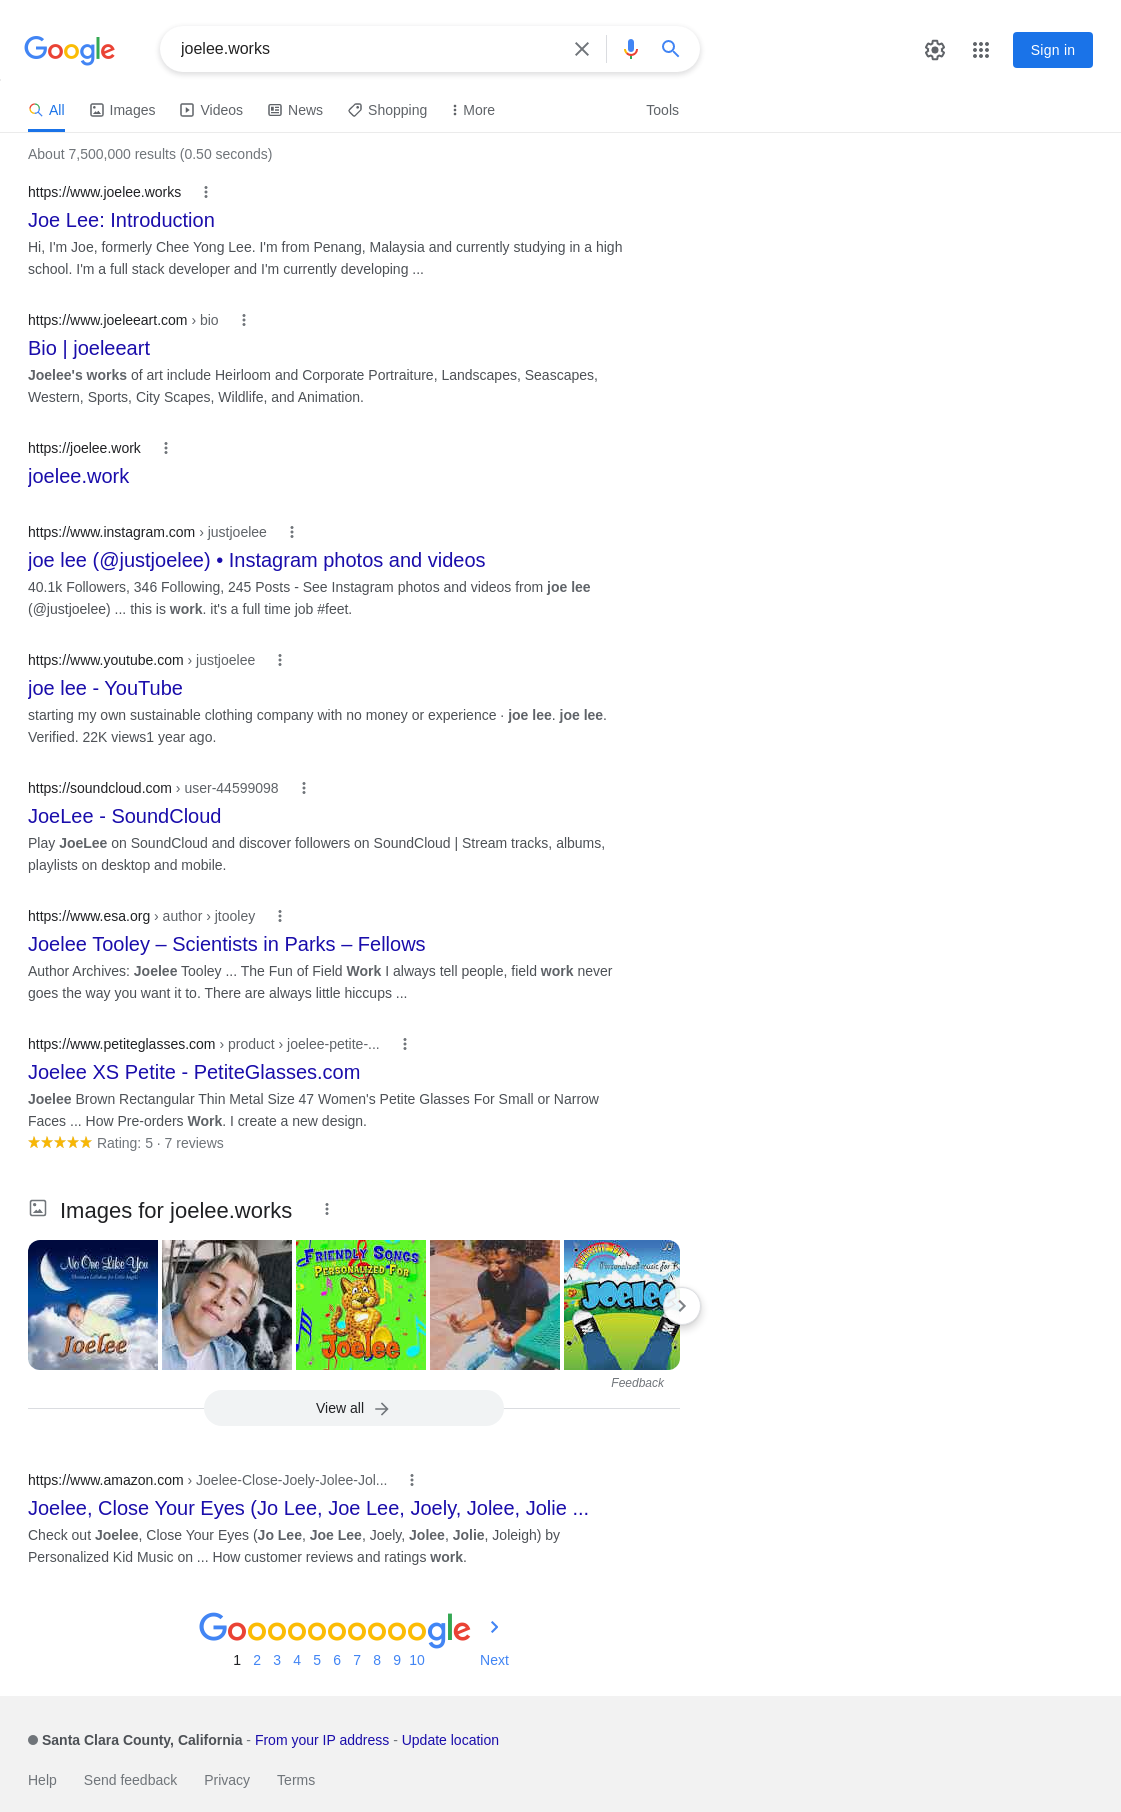 Google
joelee.works
Sign in
All
Images
Videos
News
Shopping
More
Tools
About 7,500,000 results (0.50 seconds)
https://www.joelee.works
Joe Lee: Introduction
Hi, I'm Joe, formerly Chee Yong Lee. I'm from Penang, Malaysia and currently studying in a high
school. I'm a full stack developer and I'm currently developing ...
https://www.joeleeart.com › bio
Bio | joeleeart
Joelee's works of art include Heirloom and Corporate Portraiture, Landscapes, Seascapes,
Western, Sports, City Scapes, Wildlife, and Animation.
https://joelee.work
joelee.work
https://www.instagram.com › justjoelee
joe lee (@justjoelee) • Instagram photos and videos
40.1k Followers, 346 Following, 245 Posts - See Instagram photos and videos from joe lee
(@justjoelee) ... this is work. it's a full time job #feet.
https://www.youtube.com › justjoelee
joe lee - YouTube
starting my own sustainable clothing company with no money or experience · joe lee. joe lee.
Verified. 22K views1 year ago.
https://soundcloud.com › user-44599098
JoeLee - SoundCloud
Play JoeLee on SoundCloud and discover followers on SoundCloud | Stream tracks, albums,
playlists on desktop and mobile.
https://www.esa.org › author › jtooley
Joelee Tooley – Scientists in Parks – Fellows
Author Archives: Joelee Tooley ... The Fun of Field Work I always tell people, field work never
goes the way you want it to. There are always little hiccups ...
https://www.petiteglasses.com › product › joelee-petite-...
Joelee XS Petite - PetiteGlasses.com
Joelee Brown Rectangular Thin Metal Size 47 Women's Petite Glasses For Small or Narrow
Faces ... How Pre-orders Work. I create a new design.
Rating: 5 · 7 reviews
Images for joelee.works
No One Like You
Christian Lullabies for Little Angels
Joelee
FRIENDLY SONGS
PERSONALIZED FOR
Joelee
Personalized music for K
Joelee
Feedback
View all
https://www.amazon.com › Joelee-Close-Joely-Jolee-Jol...
Joelee, Close Your Eyes (Jo Lee, Joe Lee, Joely, Jolee, Jolie ...
Check out Joelee, Close Your Eyes (Jo Lee, Joe Lee, Joely, Jolee, Jolie, Joleigh) by
Personalized Kid Music on ... How customer reviews and ratings work.
Goooooooooogle
1 2 3 4 5 6 7 8 9 10 Next
Santa Clara County, California - From your IP address - Update location
Help
Send feedback
Privacy
Terms